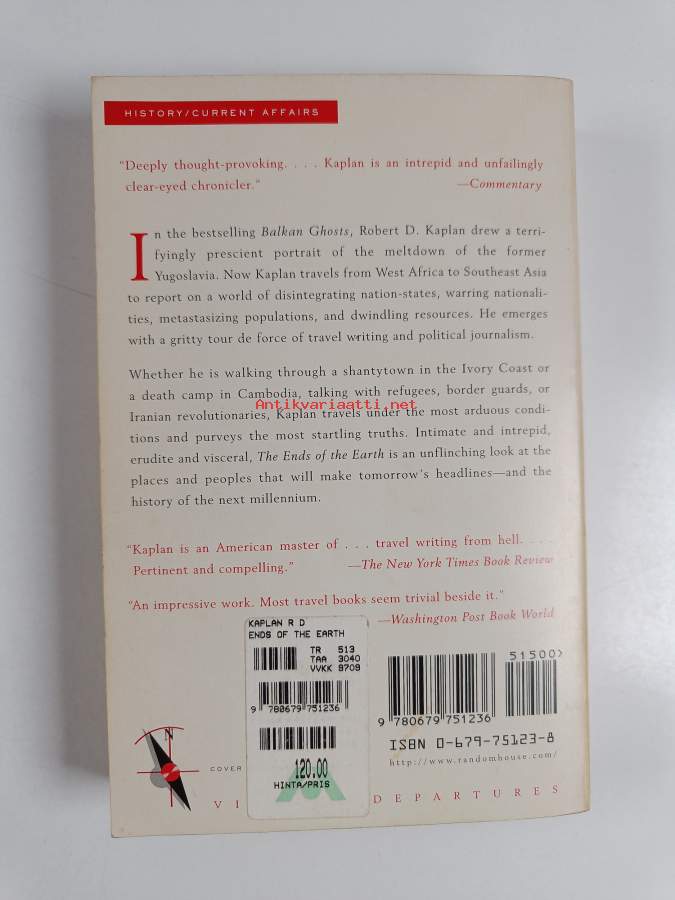 HISTORY/CURRENT AFFAIRS
"Deeply thought-provoking. . . . Kaplan is an intrepid and unfailingly
clear-eyed chronicler." —Commentary
In the bestselling Balkan Ghosts, Robert D. Kaplan drew a terri-
fyingly prescient portrait of the meltdown of the former
Yugoslavia. Now Kaplan travels from West Africa to Southeast Asia
to report on a world of disintegrating nation-states, warring nationali-
ties, metastasizing populations, and dwindling resources. He emerges
with a gritty tour de force of travel writing and political journalism.
Whether he is walking through a shantytown in the Ivory Coast or
a death camp in Cambodia, talking with refugees, border guards, or
Antikvariaatti.net
Iranian revolutionaries, Kaplan travels under the most arduous condi-
tions and purveys the most startling truths. Intimate and intrepid,
erudite and visceral, The Ends of the Earth is an unflinching look at the
places and peoples that will make tomorrow's headlines—and the
history of the next millennium.
"Kaplan is an American master of . . . travel writing from hell. . . .
Pertinent and compelling." —The New York Times Book Review
"An impressive work. Most travel books seem trivial beside it."
—Washington Post Book World
KAPLAN R D
ENDS OF THE EARTH
TR 513
TAA 3040
VVKK 9709
9 780679 751236
120.00
HINTA/PRIS
51500>
9 780679 751236
ISBN 0-679-75123-8
http://www.randomhouse.com/
N
COVER
VI DEPARTURES